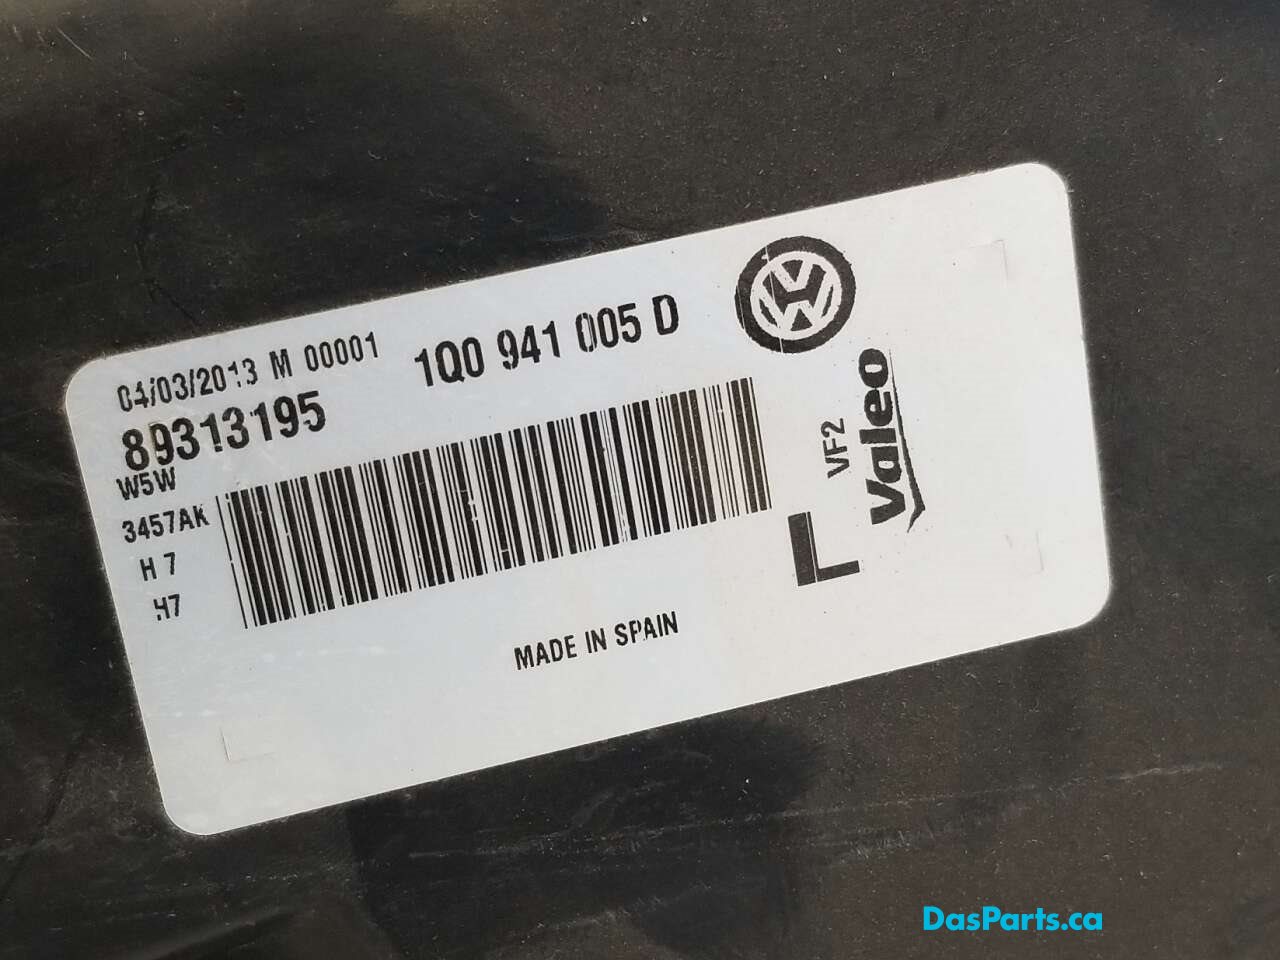 04/03/2013 M 00001
1Q0 941 005 D
89313195
W5W
3457AK
H 7
H7
VF2
Valeo
L
MADE IN SPAIN
DasParts.ca